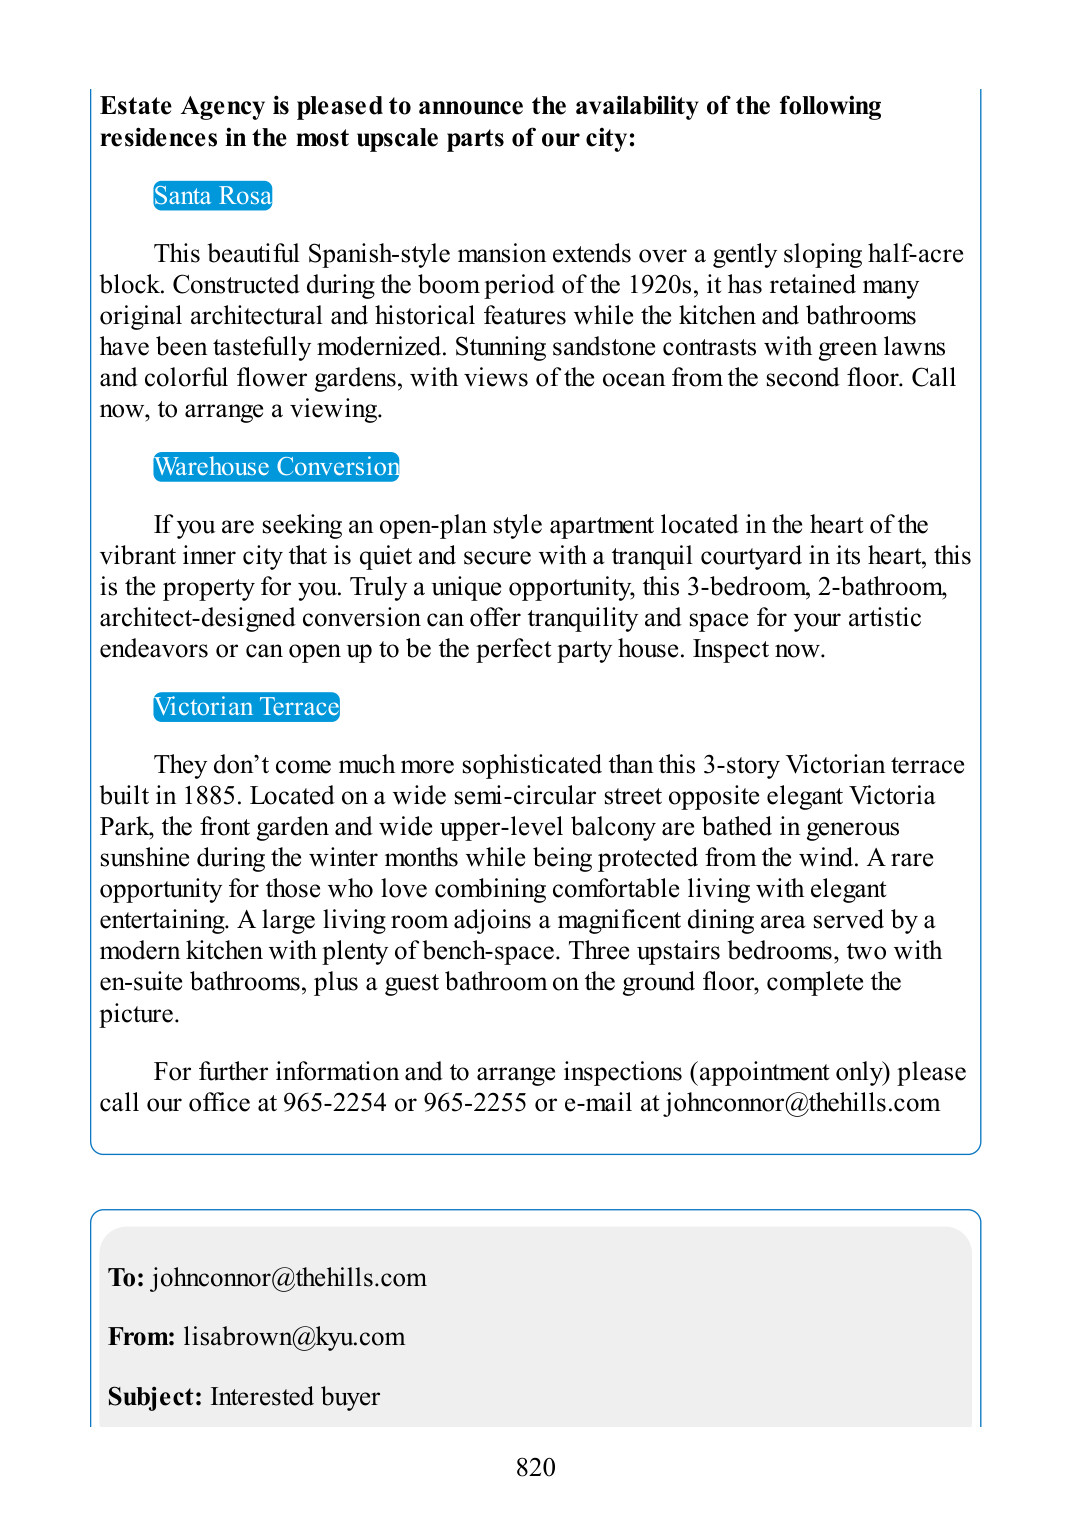 Estate Agency is pleased to announce the availability of the following
residences in the most upscale parts of our city:
Santa Rosa
This beautiful Spanish-style mansion extends over a gently sloping half-acre
block. Constructed during the boom period of the 1920s, it has retained many
original architectural and historical features while the kitchen and bathrooms
have been tastefully modernized. Stunning sandstone contrasts with green lawns
and colorful flower gardens, with views of the ocean from the second floor. Call
now, to arrange a viewing.
Warehouse Conversion
If you are seeking an open-plan style apartment located in the heart of the
vibrant inner city that is quiet and secure with a tranquil courtyard in its heart, this
is the property for you. Truly a unique opportunity, this 3-bedroom, 2-bathroom,
architect-designed conversion can offer tranquility and space for your artistic
endeavors or can open up to be the perfect party house. Inspect now.
Victorian Terrace
They don’t come much more sophisticated than this 3-story Victorian terrace
built in 1885. Located on a wide semi-circular street opposite elegant Victoria
Park, the front garden and wide upper-level balcony are bathed in generous
sunshine during the winter months while being protected from the wind. A rare
opportunity for those who love combining comfortable living with elegant
entertaining. A large living room adjoins a magnificent dining area served by a
modern kitchen with plenty of bench-space. Three upstairs bedrooms, two with
en-suite bathrooms, plus a guest bathroom on the ground floor, complete the
picture.
For further information and to arrange inspections (appointment only) please
call our office at 965-2254 or 965-2255 or e-mail at johnconnor@thehills.com
To: johnconnor@thehills.com
From: lisabrown@kyu.com
Subject: Interested buyer
820